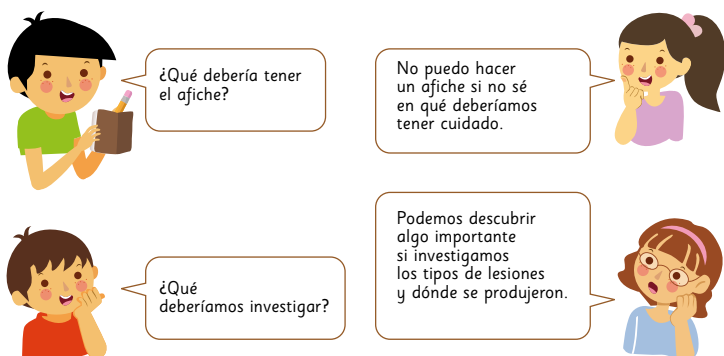 ¿Qué debería tener
el afiche?
No puedo hacer
un afiche si no sé
en qué deberíamos
tener cuidado.
¿Qué
deberíamos investigar?
Podemos descubrir
algo importante
si investigamos
los tipos de lesiones
y dónde se produjeron.